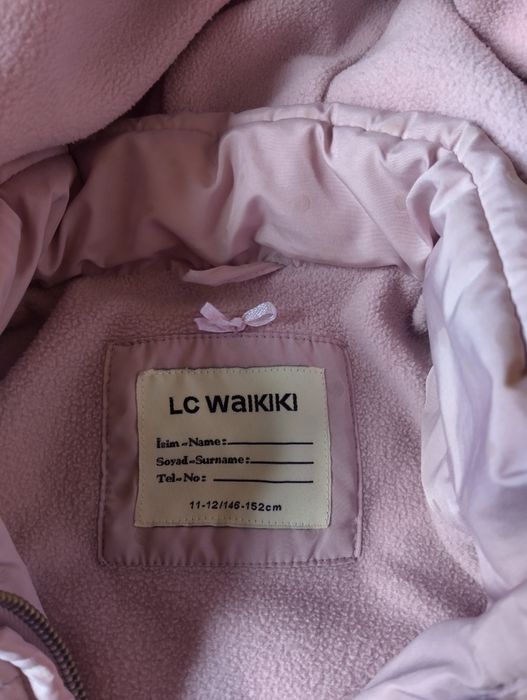 LC WAIKIKI
İsim-Name:
Soyad-Surname:
Tel-No:
11-12/146-152cm